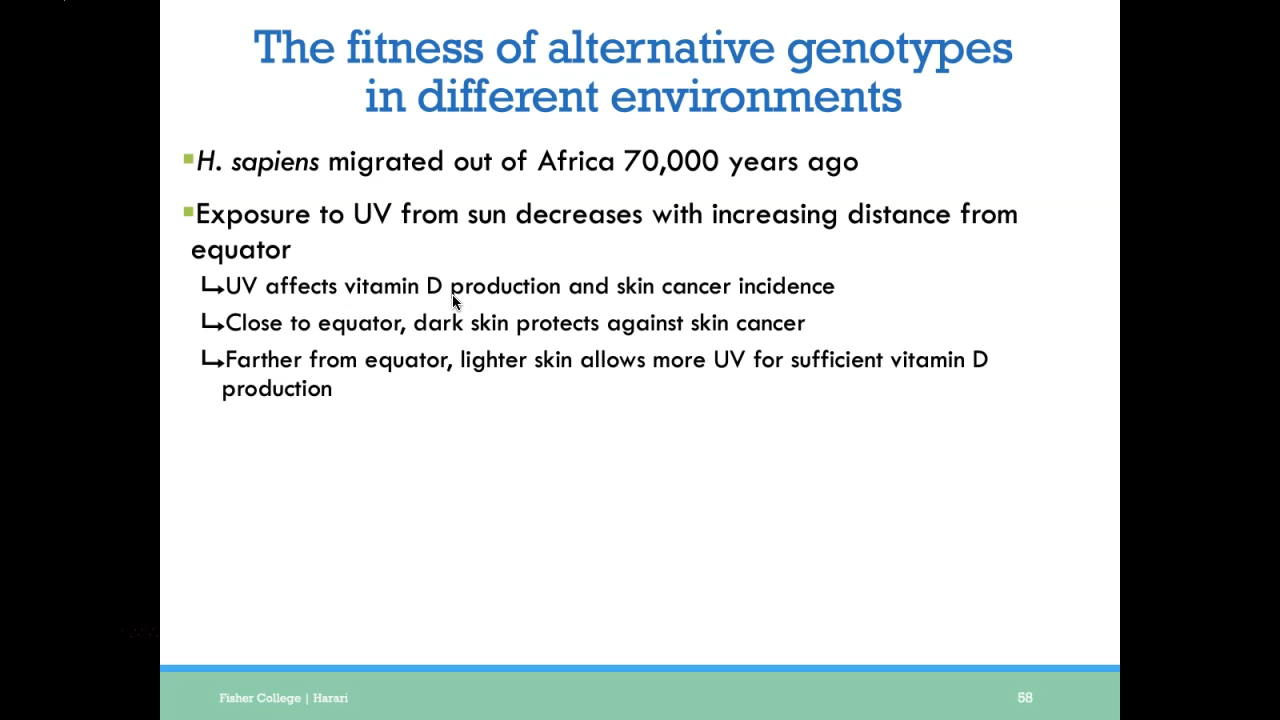 The fitness of alternative genotypes
in different environments
▪H. sapiens migrated out of Africa 70,000 years ago
▪Exposure to UV from sun decreases with increasing distance from
equator
↳UV affects vitamin D production and skin cancer incidence
↳Close to equator, dark skin protects against skin cancer
↳Farther from equator, lighter skin allows more UV for sufficient vitamin D
production
Fisher College | Harari
58